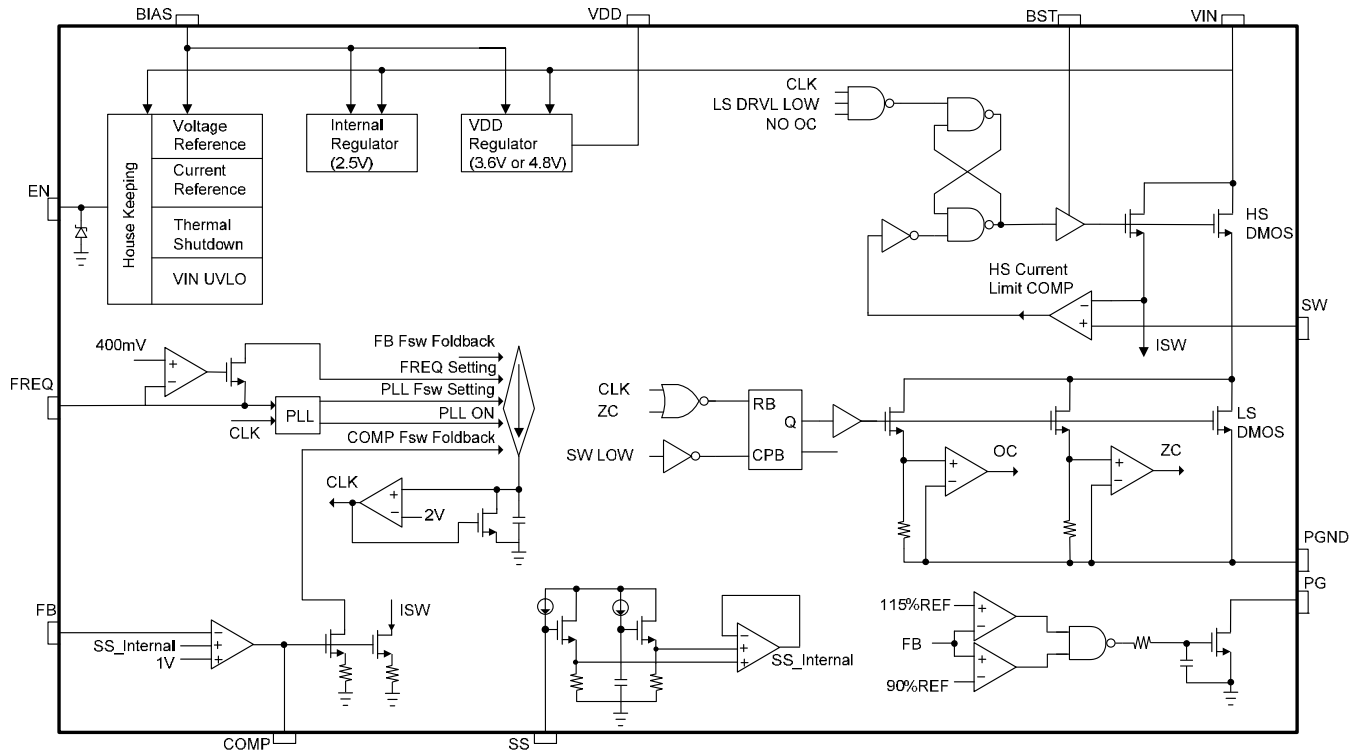 BIAS
VDD
BST
VIN
CLK
LS DRVL LOW
NO OC
Voltage
Reference
Current
Reference
Thermal
Shutdown
VIN UVLO
House Keeping
Internal
Regulator
(2.5V)
VDD
Regulator
(3.6V or 4.8V)
EN
HS
DMOS
HS Current
Limit COMP
SW
ISW
400mV
+
−
FREQ
PLL
CLK
FB Fsw Foldback
FREQ Setting
PLL Fsw Setting
PLL ON
COMP Fsw Foldback
CLK
+
−
2V
CLK
ZC
SW LOW
RB
Q
CPB
−
+
LS
DMOS
+
−
OC
+
−
ZC
PGND
PG
FB
SS_Internal
1V
−
+
+
ISW
COMP
−
+
+
SS_Internal
SS
115%REF
FB
90%REF
+
−
+
−